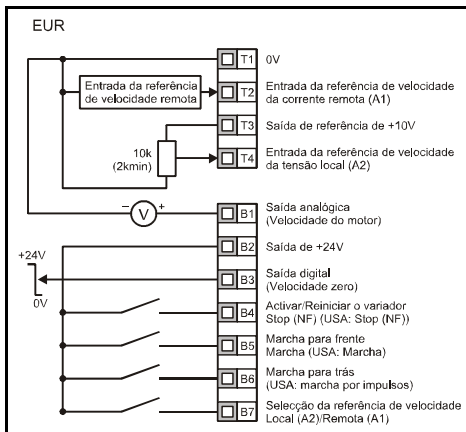 EUR
T1 0V
Entrada da referência
de velocidade remota
T2 Entrada da referência de velocidade
da corrente remota (A1)
T3 Saída de referência de +10V
10k
(2kmin)
T4 Entrada da referência de velocidade
da tensão local (A2)
− V +
B1 Saída analógica
(Velocidade do motor)
B2 Saída de +24V
+24V
0V
B3 Saída digital
(Velocidade zero)
B4 Activar/Reiniciar o variador
Stop (NF) (USA: Stop (NF))
B5 Marcha para frente
Marcha (USA: Marcha)
B6 Marcha para trás
(USA: marcha por impulsos)
B7 Selecção da referência de velocidade
Local (A2)/Remota (A1)